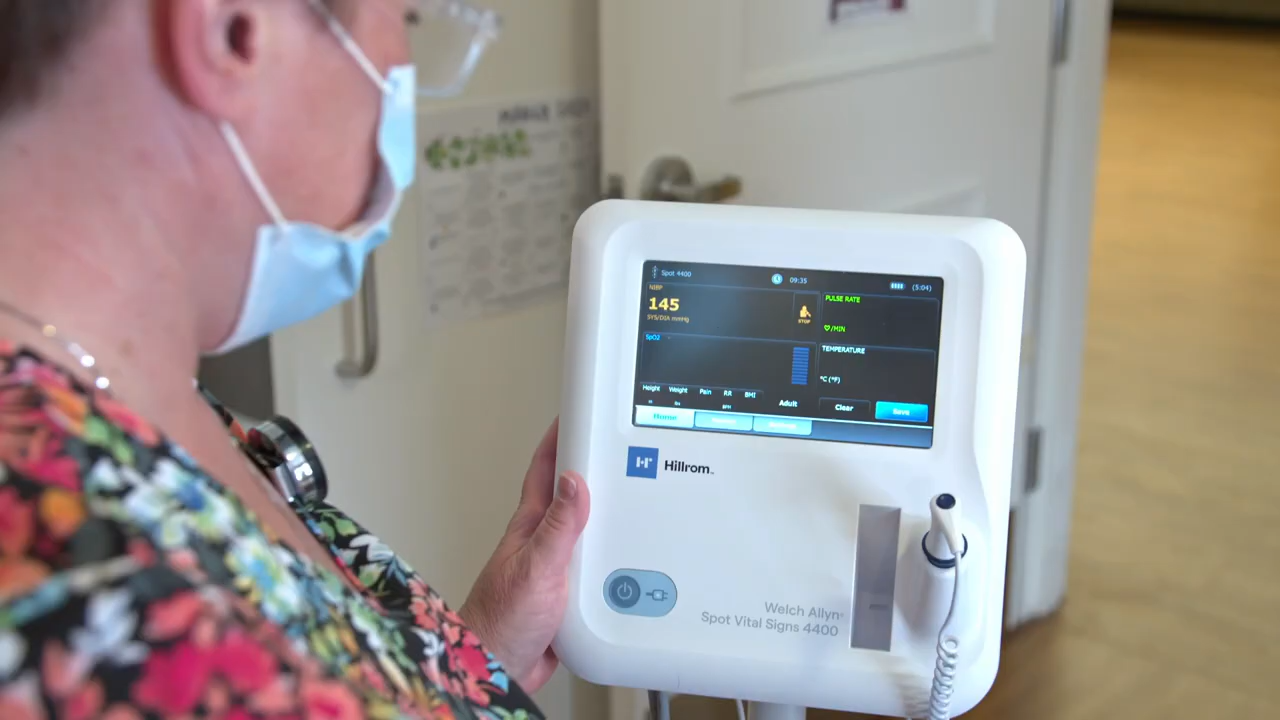 Spot 4400
09:35
(5:04)
NIBP
145
SYS/DIA mmHg
STOP
PULSE RATE
/MIN
SpO2
TEMPERATURE
°C (°F)
Height Weight Pain RR BMI
Adult
Clear
Save
Home
Hillrom
Welch Allyn
Spot Vital Signs 4400